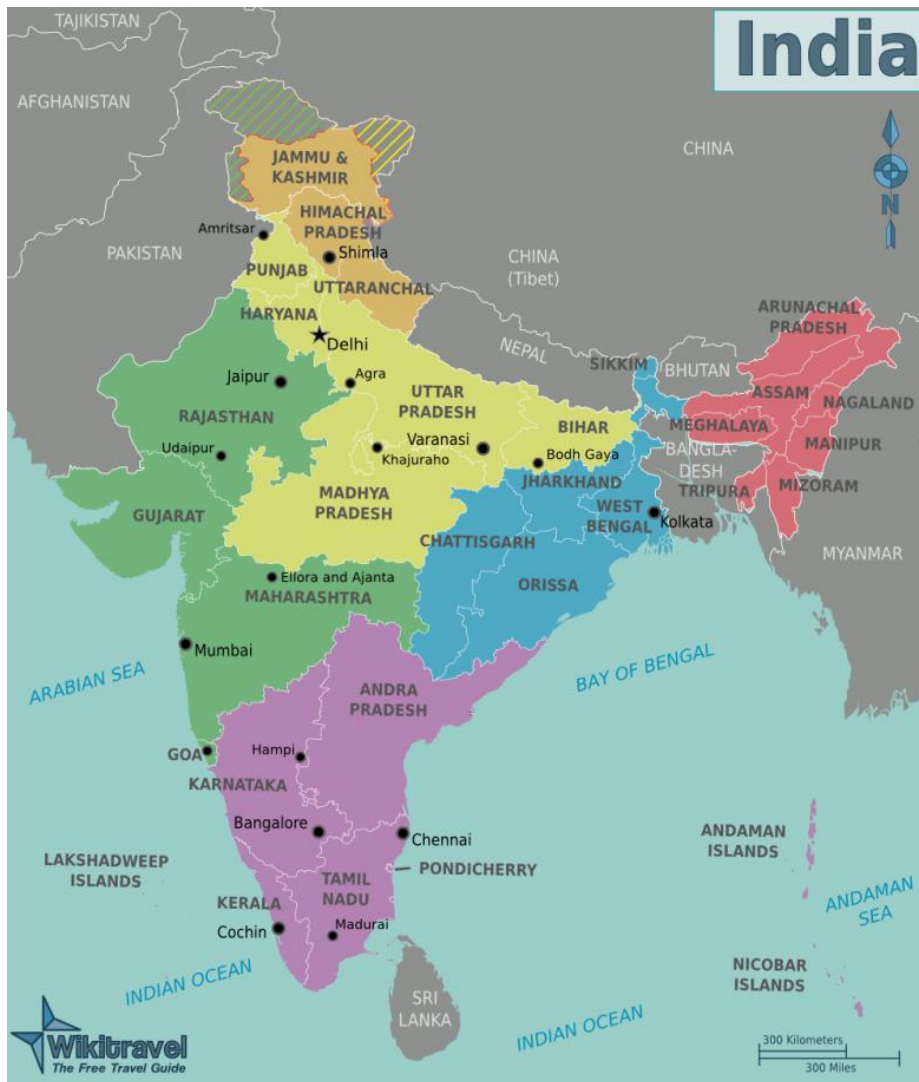 India
TAJIKISTAN
AFGHANISTAN
CHINA
JAMMU &
KASHMIR
N
HIMACHAL
PRADESH
Amritsar
Shimla
PAKISTAN
CHINA
(Tibet)
PUNJAB
UTTARANCHAL
HARYANA
ARUNACHAL
PRADESH
Delhi
NEPAL
SIKKIM
BHUTAN
Jaipur
Agra
UTTAR
PRADESH
ASSAM
NAGALAND
RAJASTHAN
BIHAR
MEGHALAYA
Varanasi
MANIPUR
Udaipur
Khajuraho
Bodh Gaya
BANGLA-
DESH
JHARKHAND
MIZORAM
TRIPURA
MADHYA
PRADESH
GUJARAT
WEST
BENGAL
Kolkata
CHATTISGARH
MYANMAR
Ellora and Ajanta
ORISSA
MAHARASHTRA
Mumbai
ARABIAN SEA
BAY OF BENGAL
ANDRA
PRADESH
GOA
Hampi
KARNATAKA
Bangalore
Chennai
ANDAMAN
ISLANDS
LAKSHADWEEP
ISLANDS
PONDICHERRY
TAMIL
NADU
KERALA
ANDAMAN
SEA
Cochin
Madurai
INDIAN OCEAN
NICOBAR
ISLANDS
SRI
LANKA
INDIAN OCEAN
Wikitravel
The Free Travel Guide
300 Kilometers
300 Miles